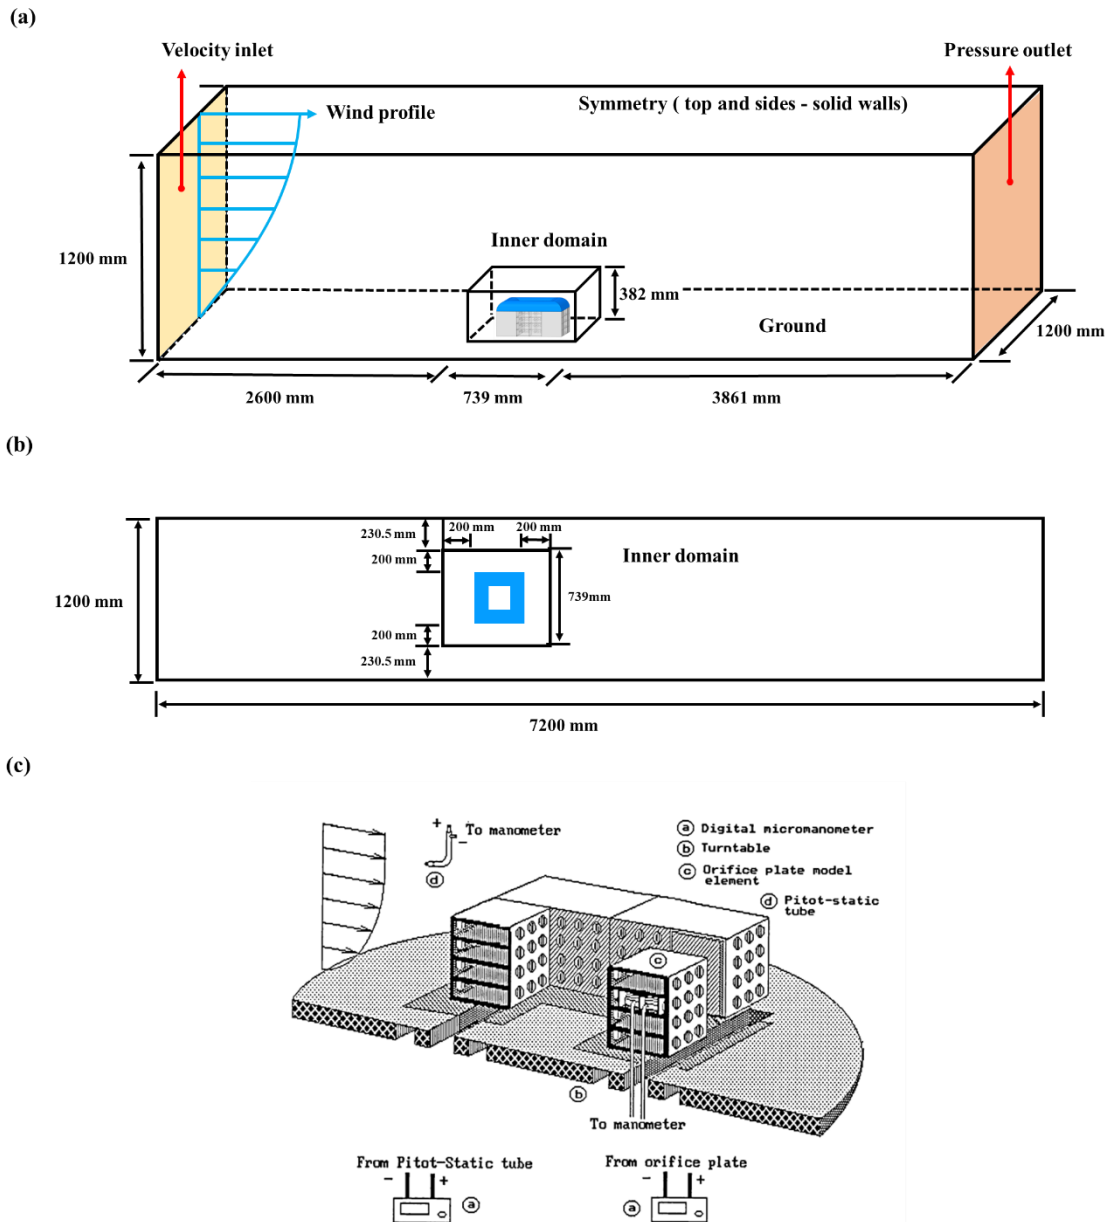 (a)
Velocity inlet
Pressure outlet
Symmetry ( top and sides - solid walls)
Wind profile
Inner domain
1200 mm
382 mm
Ground
1200 mm
2600 mm
739 mm
3861 mm
(b)
230.5 mm
200 mm
200 mm
Inner domain
200 mm
1200 mm
739mm
200 mm
230.5 mm
7200 mm
(c)
+
To manometer
-
d
a Digital micromanometer
b Turntable
c Orifice plate model
element
d Pitot-static
tube
c
b
To manometer
From Pitot-Static tube
- +
a
From orifice plate
- +
a